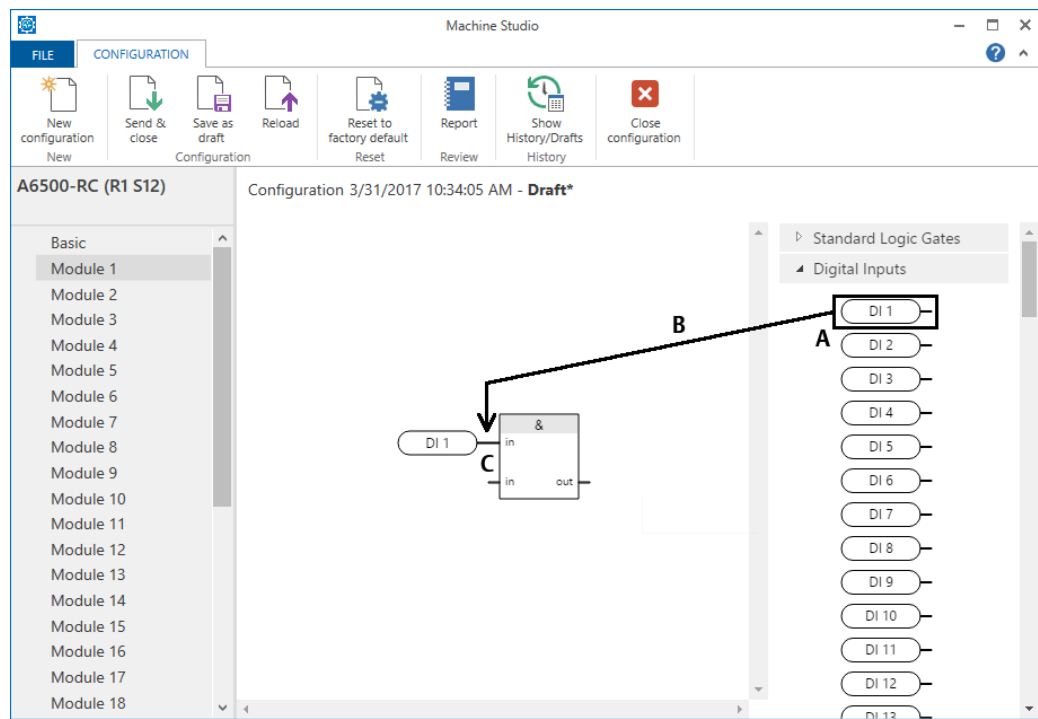 Machine Studio
FILE
CONFIGURATION
?
New configuration
Send & close
Save as draft
Reload
Reset to factory default
Report
Show History/Drafts
Close configuration
New
Configuration
Reset
Review
History
A6500-RC (R1 S12)
Configuration 3/31/2017 10:34:05 AM - Draft*
Basic
Module 1
Module 2
Module 3
Module 4
Module 5
Module 6
Module 7
Module 8
Module 9
Module 10
Module 11
Module 12
Module 13
Module 14
Module 15
Module 16
Module 17
Module 18
B
A
&
DI 1
in
C
in
out
Standard Logic Gates
Digital Inputs
DI 1
DI 2
DI 3
DI 4
DI 5
DI 6
DI 7
DI 8
DI 9
DI 10
DI 11
DI 12
DI 13